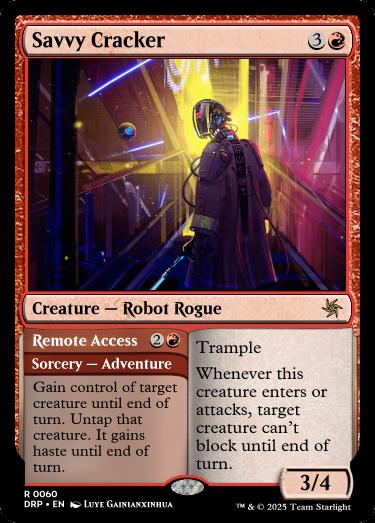 Savvy Cracker 3
Creature — Robot Rogue
Remote Access 2
Sorcery — Adventure
Gain control of target
creature until end of
turn. Untap that
creature. It gains
haste until end of
turn.
Trample
Whenever this
creature enters or
attacks, target
creature can't
block until end of
turn.
3/4
R 0060
DRP • EN Luye Gainianxinhua
™ & © 2025 Team Starlight